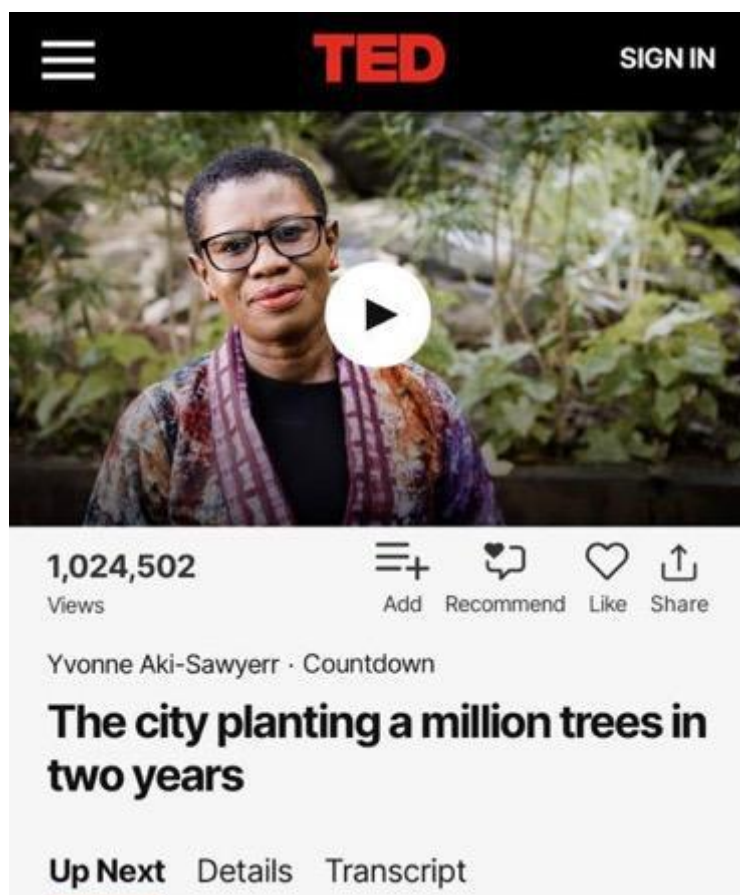 TED
SIGN IN
1,024,502
Views
Add
Recommend
Like
Share
Yvonne Aki-Sawyerr · Countdown
The city planting a million trees in
two years
Up Next
Details
Transcript